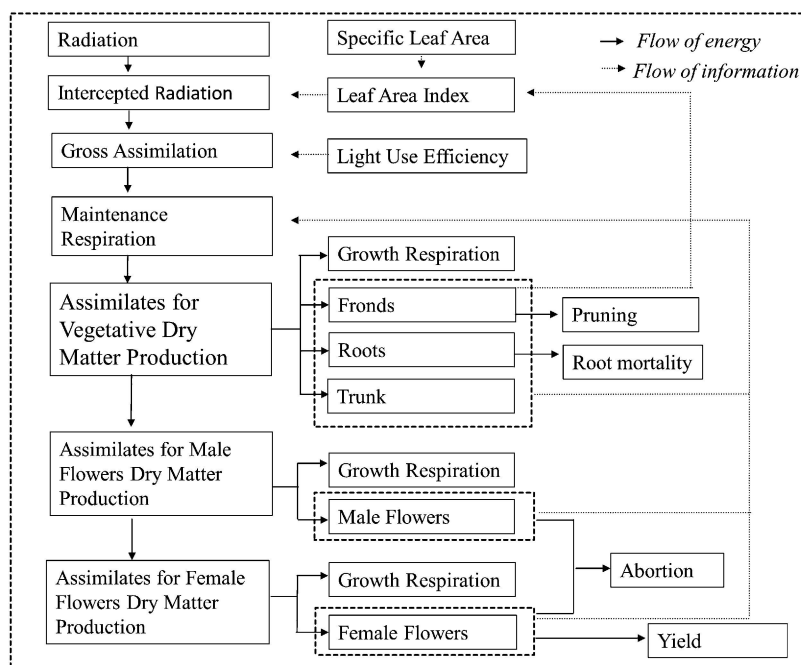 Radiation
Specific Leaf Area
Flow of energy
Flow of information
Intercepted Radiation
Leaf Area Index
Gross Assimilation
Light Use Efficiency
Maintenance
Respiration
Growth Respiration
Assimilates for
Vegetative Dry
Matter Production
Fronds
Pruning
Roots
Root mortality
Trunk
Assimilates for Male
Flowers Dry Matter
Production
Growth Respiration
Male Flowers
Abortion
Assimilates for Female
Flowers Dry Matter
Production
Growth Respiration
Female Flowers
Yield